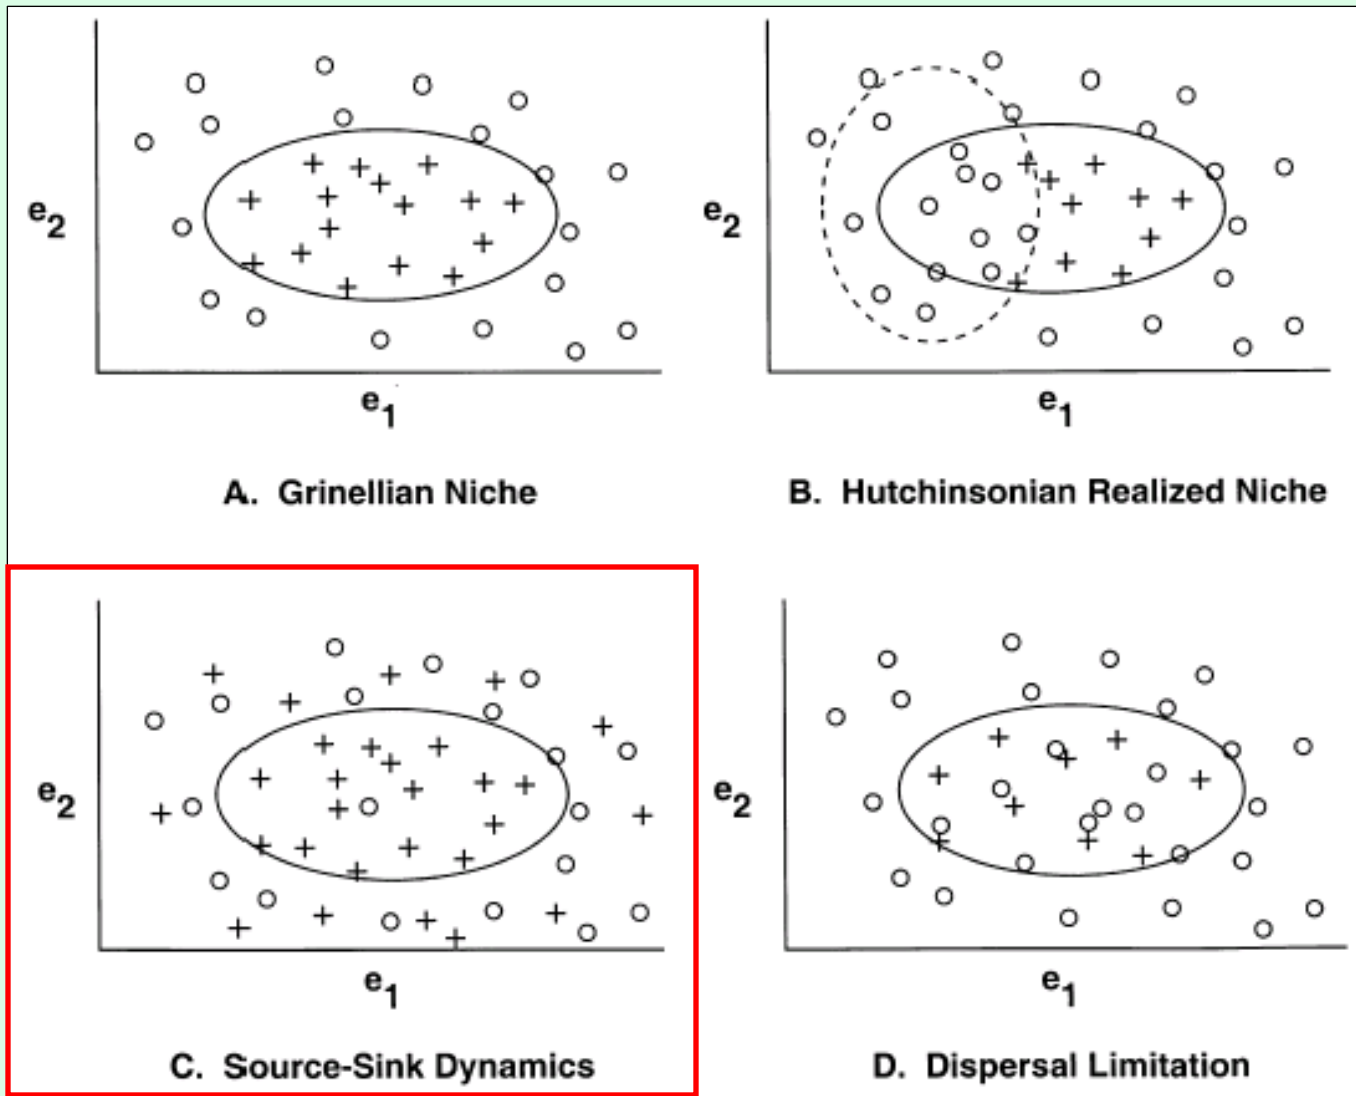 e2
e1
A. Grinellian Niche
e2
e1
B. Hutchinsonian Realized Niche
e2
e1
C. Source-Sink Dynamics
e2
e1
D. Dispersal Limitation